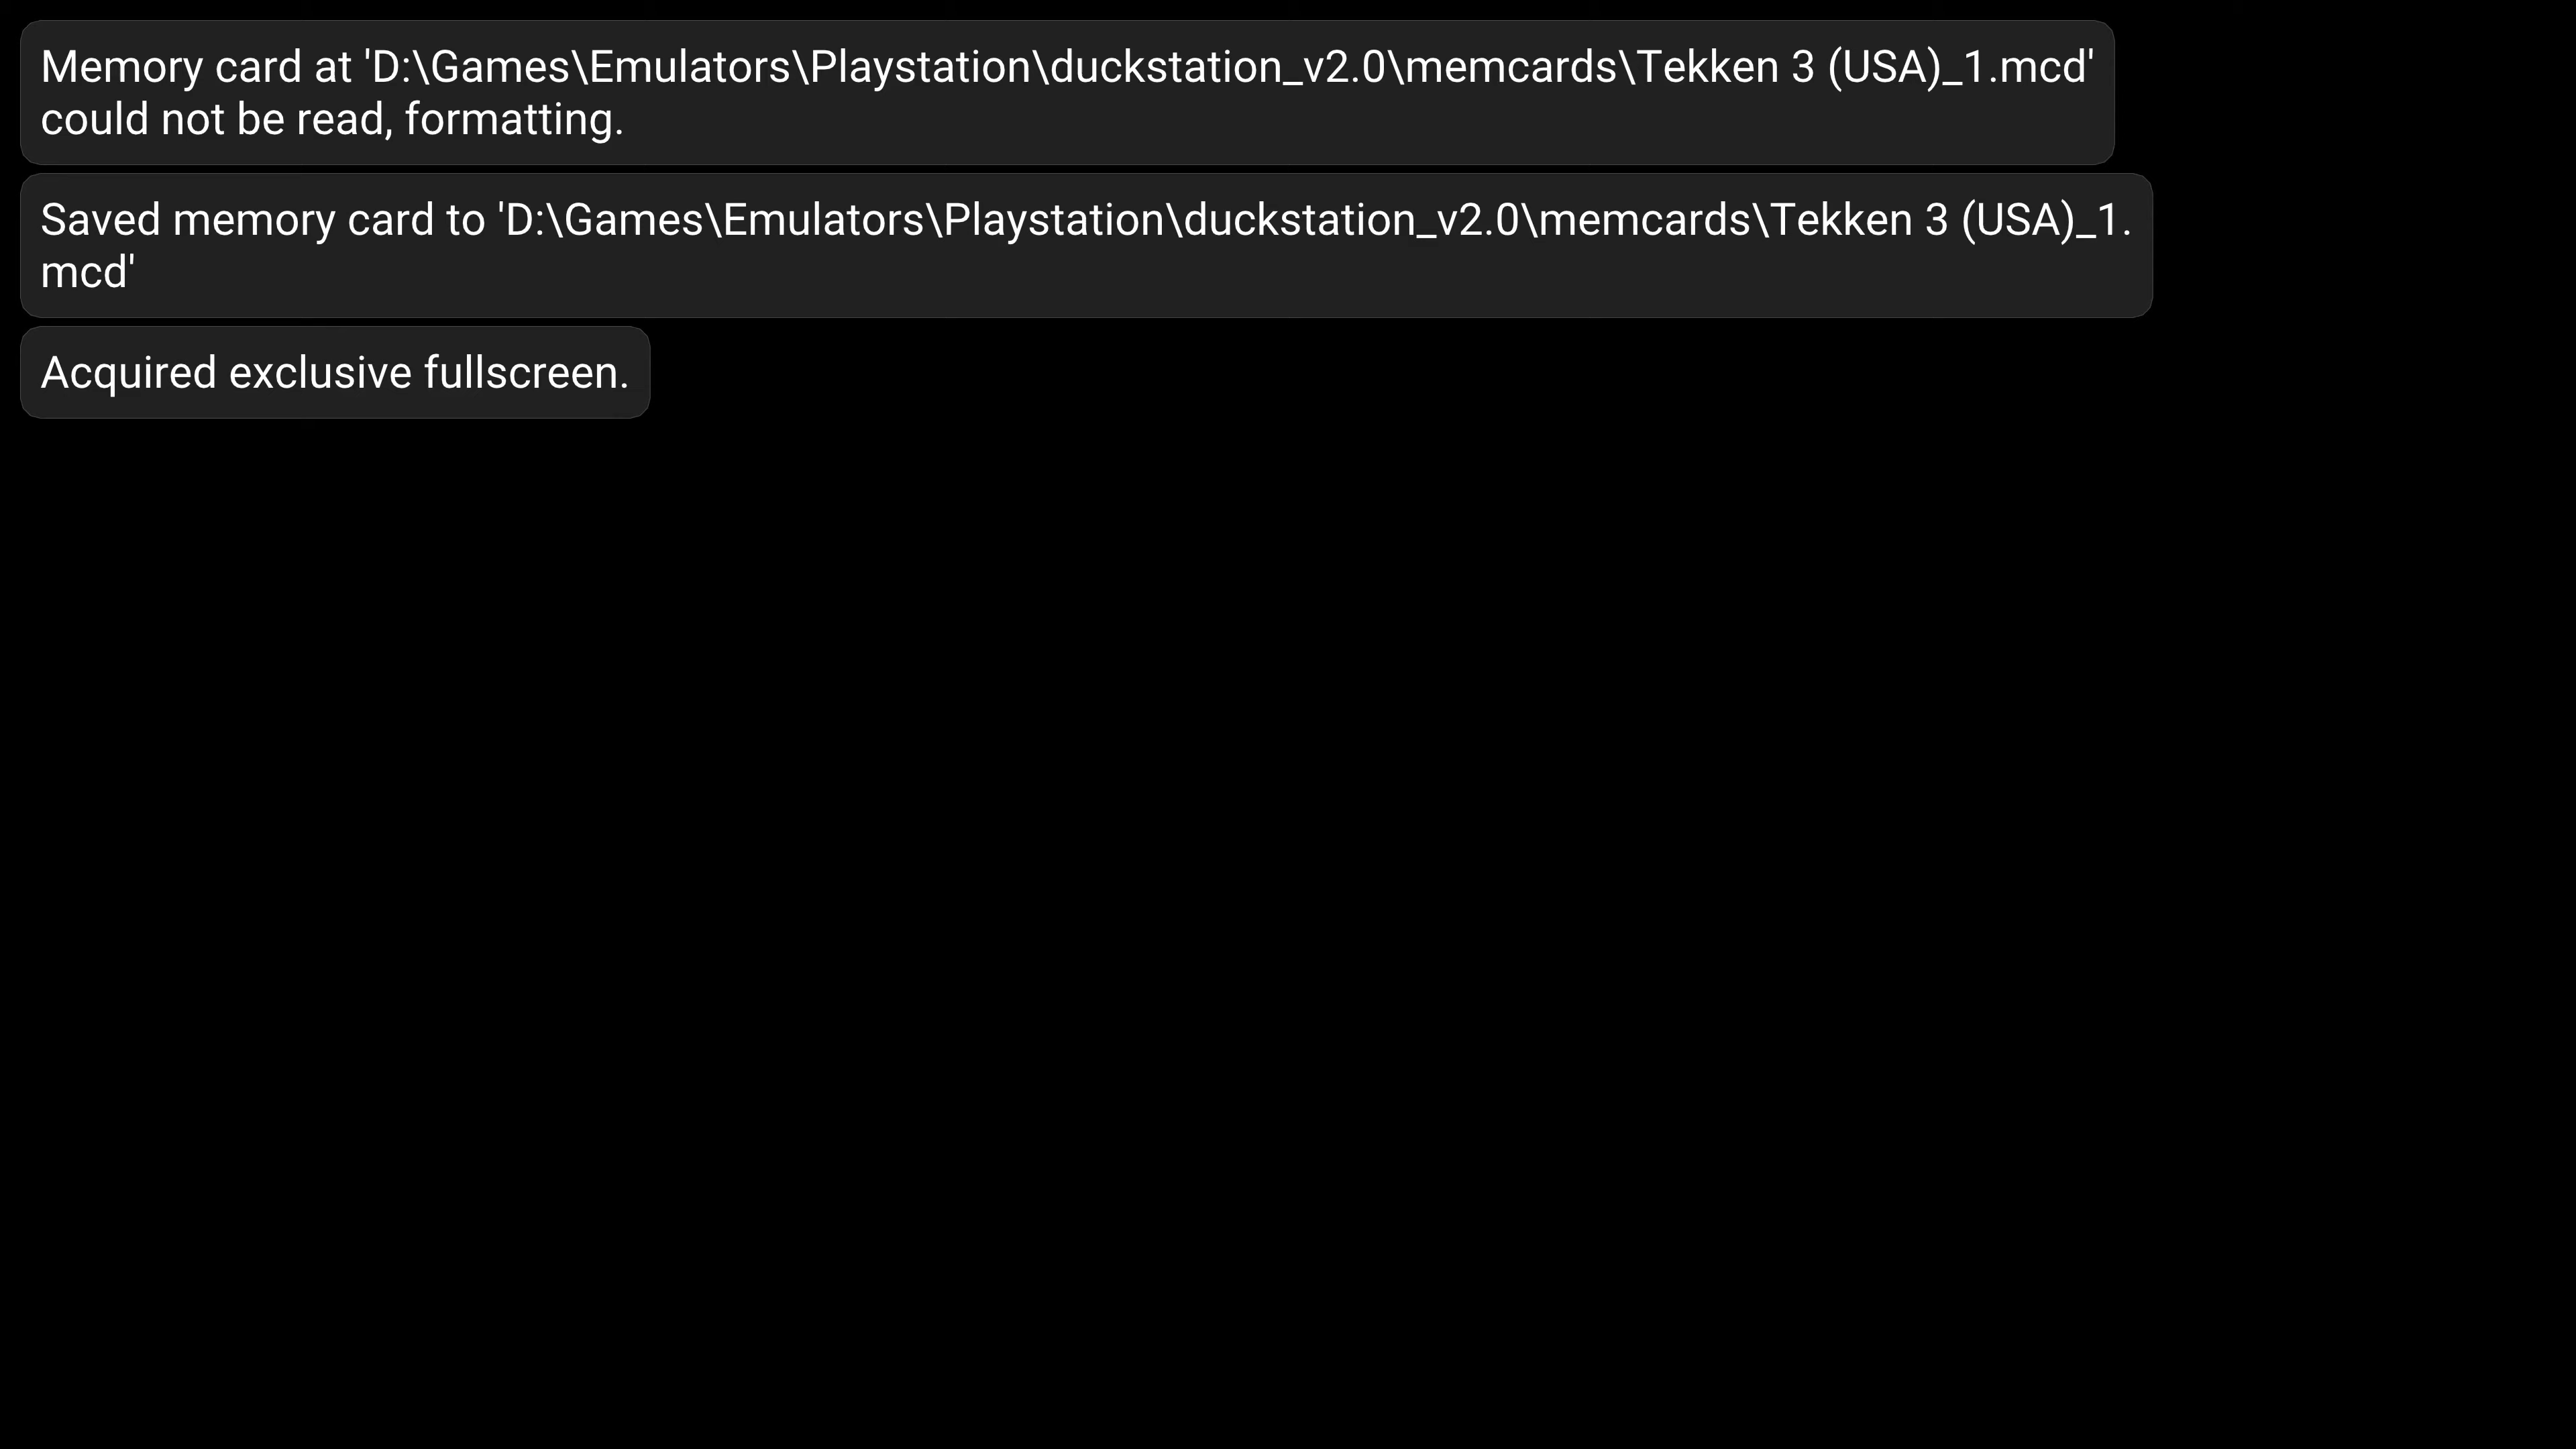 Memory card at 'D:\Games\Emulators\Playstation\duckstation_v2.0\memcards\Tekken 3 (USA)_1.mcd'
could not be read, formatting.
Saved memory card to 'D:\Games\Emulators\Playstation\duckstation_v2.0\memcards\Tekken 3 (USA)_1.
mcd'
Acquired exclusive fullscreen.